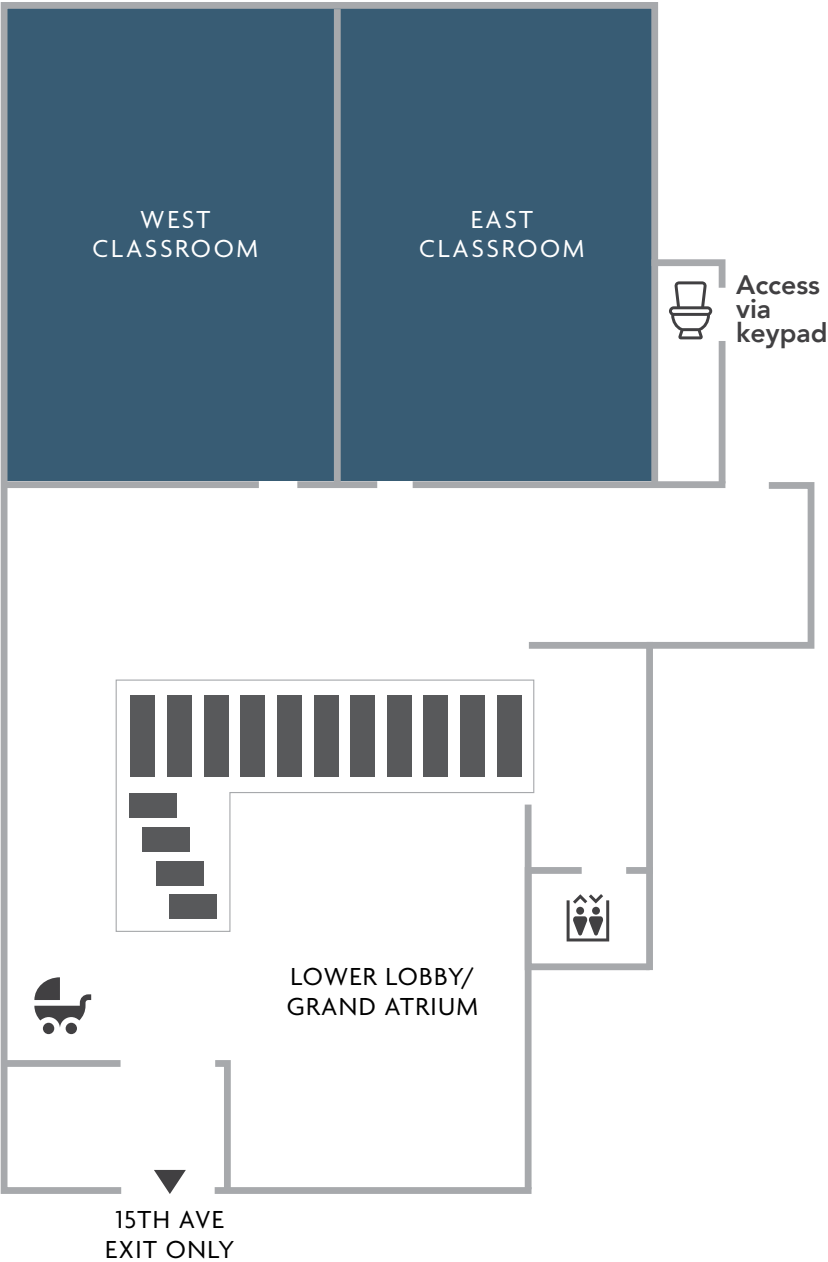 WEST
CLASSROOM
EAST
CLASSROOM
Access
via
keypad
LOWER LOBBY/
GRAND ATRIUM
15TH AVE
EXIT ONLY